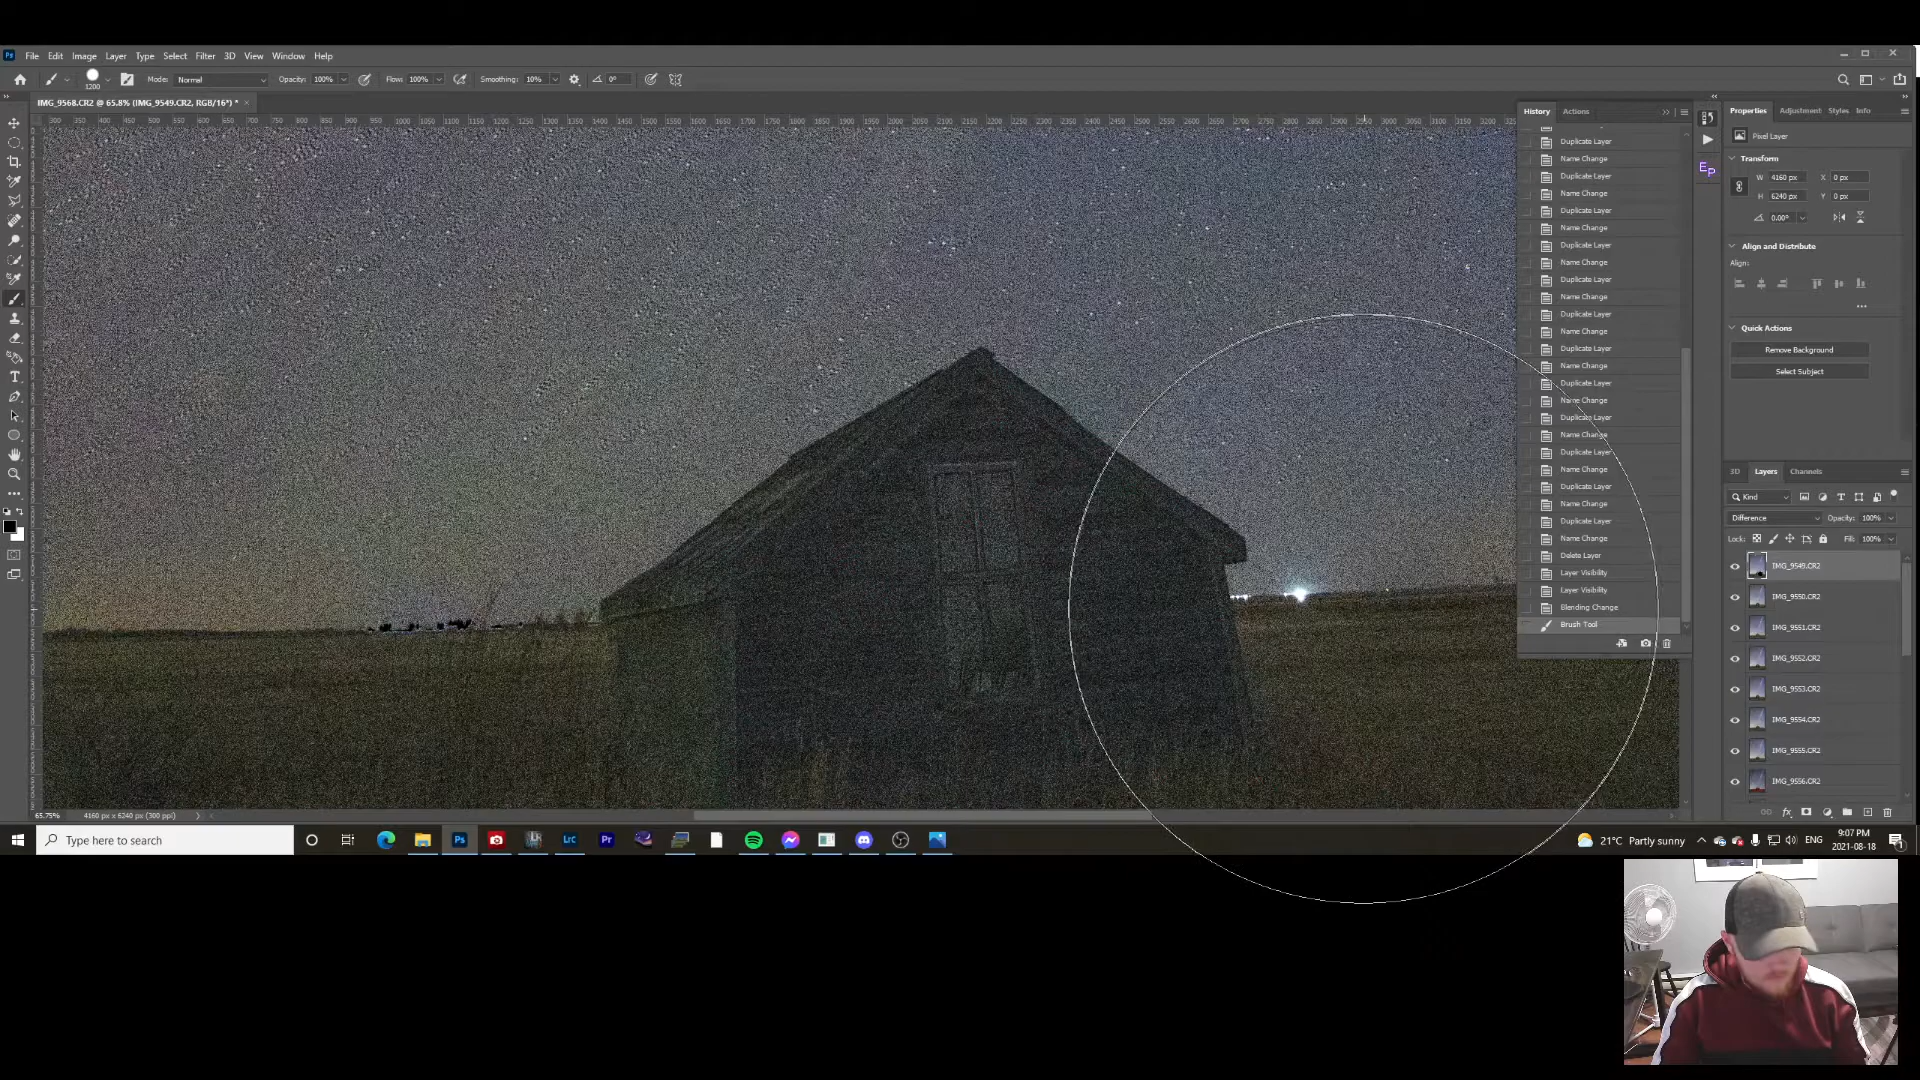 Ps File Edit Image Layer Type Select Filter 3D View Window Help
1200 Mode: Normal Opacity: 100% Flow: 100% Smoothing: 10% 0°
IMG_9568.CR2 @ 65.8% (IMG_9549.CR2, RGB/16*) * ×
History Actions
Duplicate Layer
Name Change
Duplicate Layer
Name Change
Duplicate Layer
Name Change
Duplicate Layer
Name Change
Duplicate Layer
Name Change
Duplicate Layer
Name Change
Duplicate Layer
Name Change
Duplicate Layer
Name Change
Duplicate Layer
Name Change
Duplicate Layer
Name Change
Duplicate Layer
Name Change
Duplicate Layer
Name Change
Delete Layer
Layer Visibility
Layer Visibility
Blending Change
Brush Tool
EP
Properties Adjustment Styles Info
Pixel Layer
Transform
W 4160 px X 0 px
H 6240 px Y 0 px
0.00°
Align and Distribute
Align:
Quick Actions
Remove Background
Select Subject
3D Layers Channels
Kind
Difference Opacity: 100%
Lock: Fill: 100%
IMG_9549.CR2
IMG_9550.CR2
IMG_9551.CR2
IMG_9552.CR2
IMG_9553.CR2
IMG_9554.CR2
IMG_9555.CR2
IMG_9556.CR2
65.75% 4160 px x 6240 px (300 ppi)
Type here to search
Lrc Pr
21°C Partly sunny ENG
9:07 PM
2021-08-18